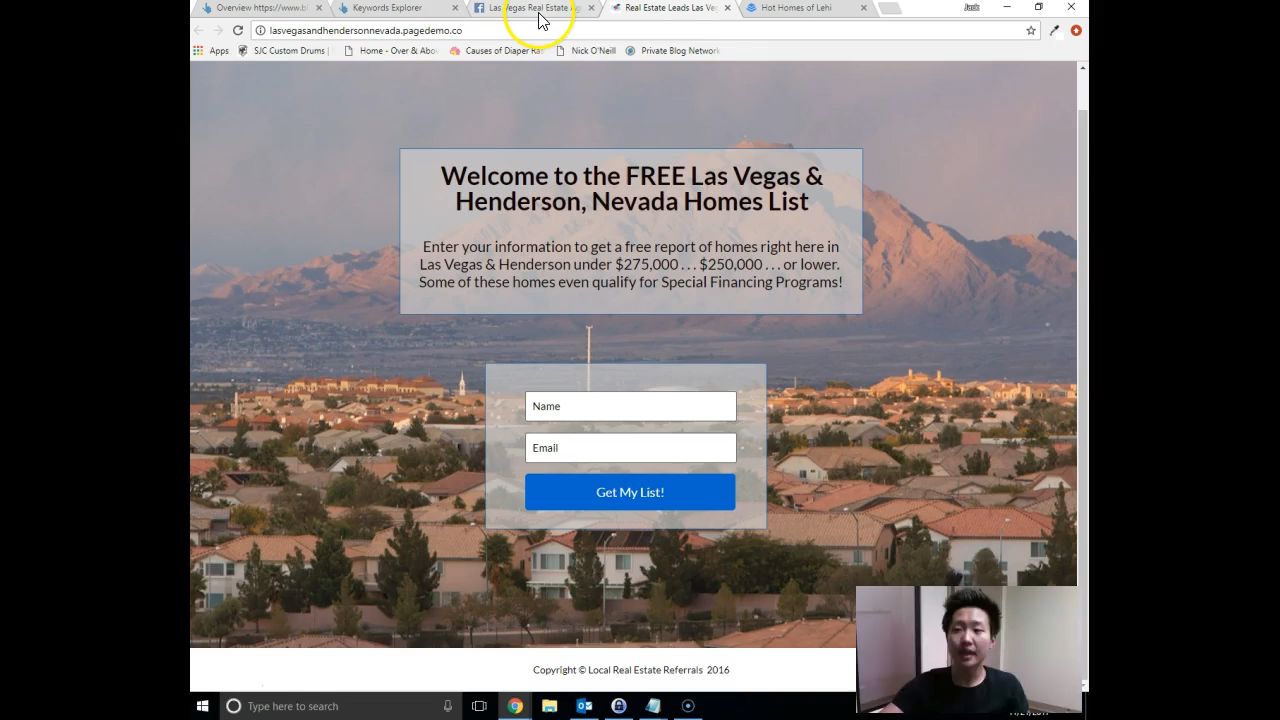 Overview https://www.b
Keywords Explorer
Las Vegas Real Estate
Real Estate Leads Las Ve
Hot Homes of Lehi
Jack
lasvegasandhendersonnevada.pagedemo.co
Apps
SJC Custom Drums
Home - Over & Abo
Causes of Diaper Ras
Nick O'Neill
Private Blog Network
Welcome to the FREE Las Vegas &
Henderson, Nevada Homes List
Enter your information to get a free report of homes right here in
Las Vegas & Henderson under $275,000 . . . $250,000 . . . or lower.
Some of these homes even qualify for Special Financing Programs!
Name
Email
Get My List!
Copyright © Local Real Estate Referrals 2016
Type here to search